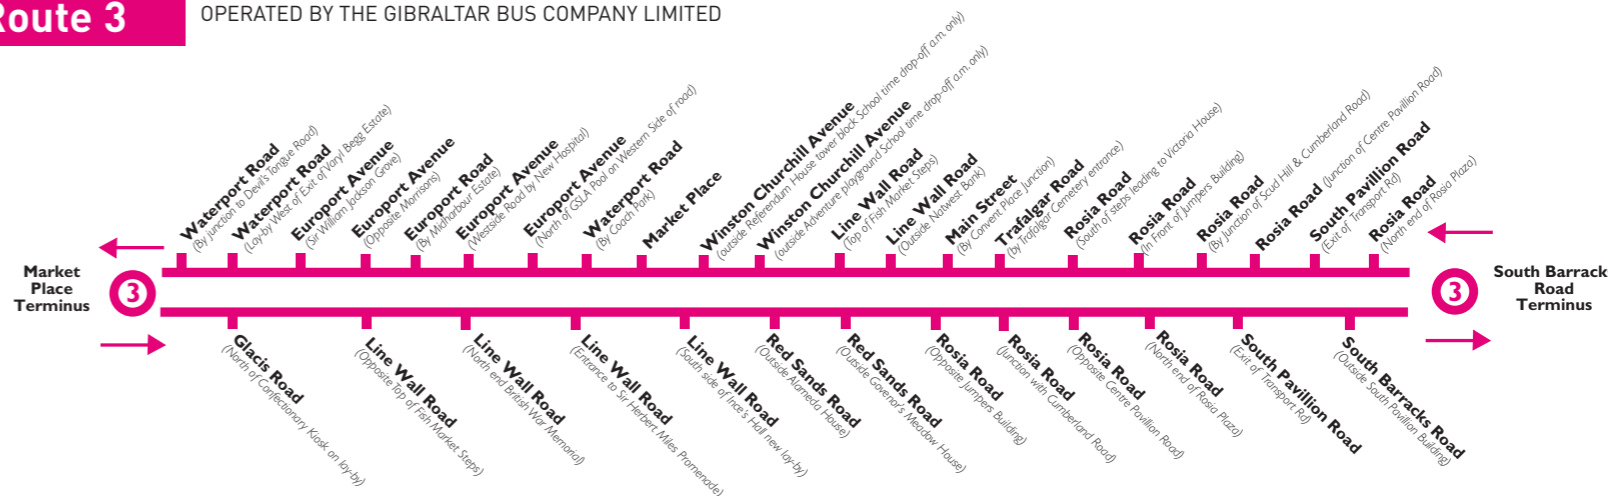 Route 3
OPERATED BY THE GIBRALTAR BUS COMPANY LIMITED
Waterport Road
(By junction to Devil's Tongue Road)
Waterport Road
(Lay-by West of Exit of Varyl Begg Estate)
Europort Avenue
(Sir William Jackson Grove)
Europort Avenue
(Opposite Morrisons)
Europort Road
(By Midharbour Estate)
Europort Avenue
(Westside Road by New Hospital)
Europort Avenue
(North of GSLA Pool on Western Side of road)
Waterport Road
(By Coach Park)
Market Place
Winston Churchill Avenue
(outside Referendum House tower block School time drop-off a.m. only)
Winston Churchill Avenue
(outside Adventure playground School time drop-off a.m. only)
Line Wall Road
(Top of Fish Market Steps)
Line Wall Road
(Outside Natwest Bank)
Main Street
(By Convent Place Junction)
Trafalgar Road
(by Trafalgar Cemetery entrance)
Rosia Road
(South of steps leading to Victoria House)
Rosia Road
(In Front of Jumpers Building)
Rosia Road
(By Junction of Scud Hill & Cumberland Road)
Rosia Road (Junction of Centre Pavillion Road)
South Pavillion Road
(Exit of Transport Rd)
Rosia Road
(North end of Rosia Plaza)
Market
Place
Terminus
3
3
South Barrack
Road
Terminus
Glacis Road
(North of Confectionary Kiosk on lay-by)
Line Wall Road
(Opposite Top of Fish Market Steps)
Line Wall Road
(North end British War Memorial)
Line Wall Road
(Entrance to Sir Herbert Miles Promenade)
Line Wall Road
(South side of Ince's Hall new lay-by)
Red Sands Road
(Outside Alameda House)
Red Sands Road
(Outside Govenor's Meadow House)
Rosia Road
(Opposite Jumpers Building)
Rosia Road
(Junction with Cumberland Road)
Rosia Road
(Opposite Centre Pavillion Road)
Rosia Road
(North end of Rosia Plaza)
South Pavillion Road
(Exit of Transport Rd)
South Barracks Road
(Outside South Pavillion Building)